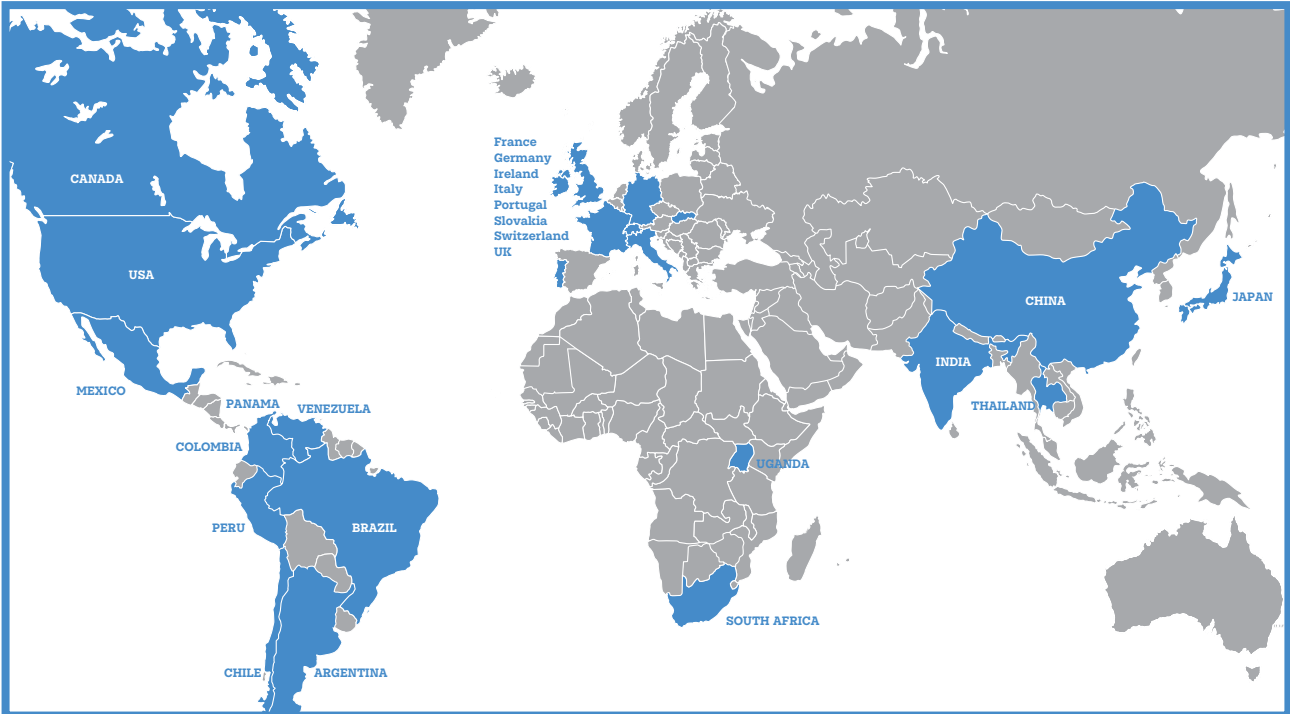 France
Germany
Ireland
Italy
Portugal
Slovakia
Switzerland
UK
CANADA
USA
CHINA
JAPAN
INDIA
MEXICO
PANAMA
VENEZUELA
THAILAND
COLOMBIA
UGANDA
PERU
BRAZIL
SOUTH AFRICA
CHILE
ARGENTINA